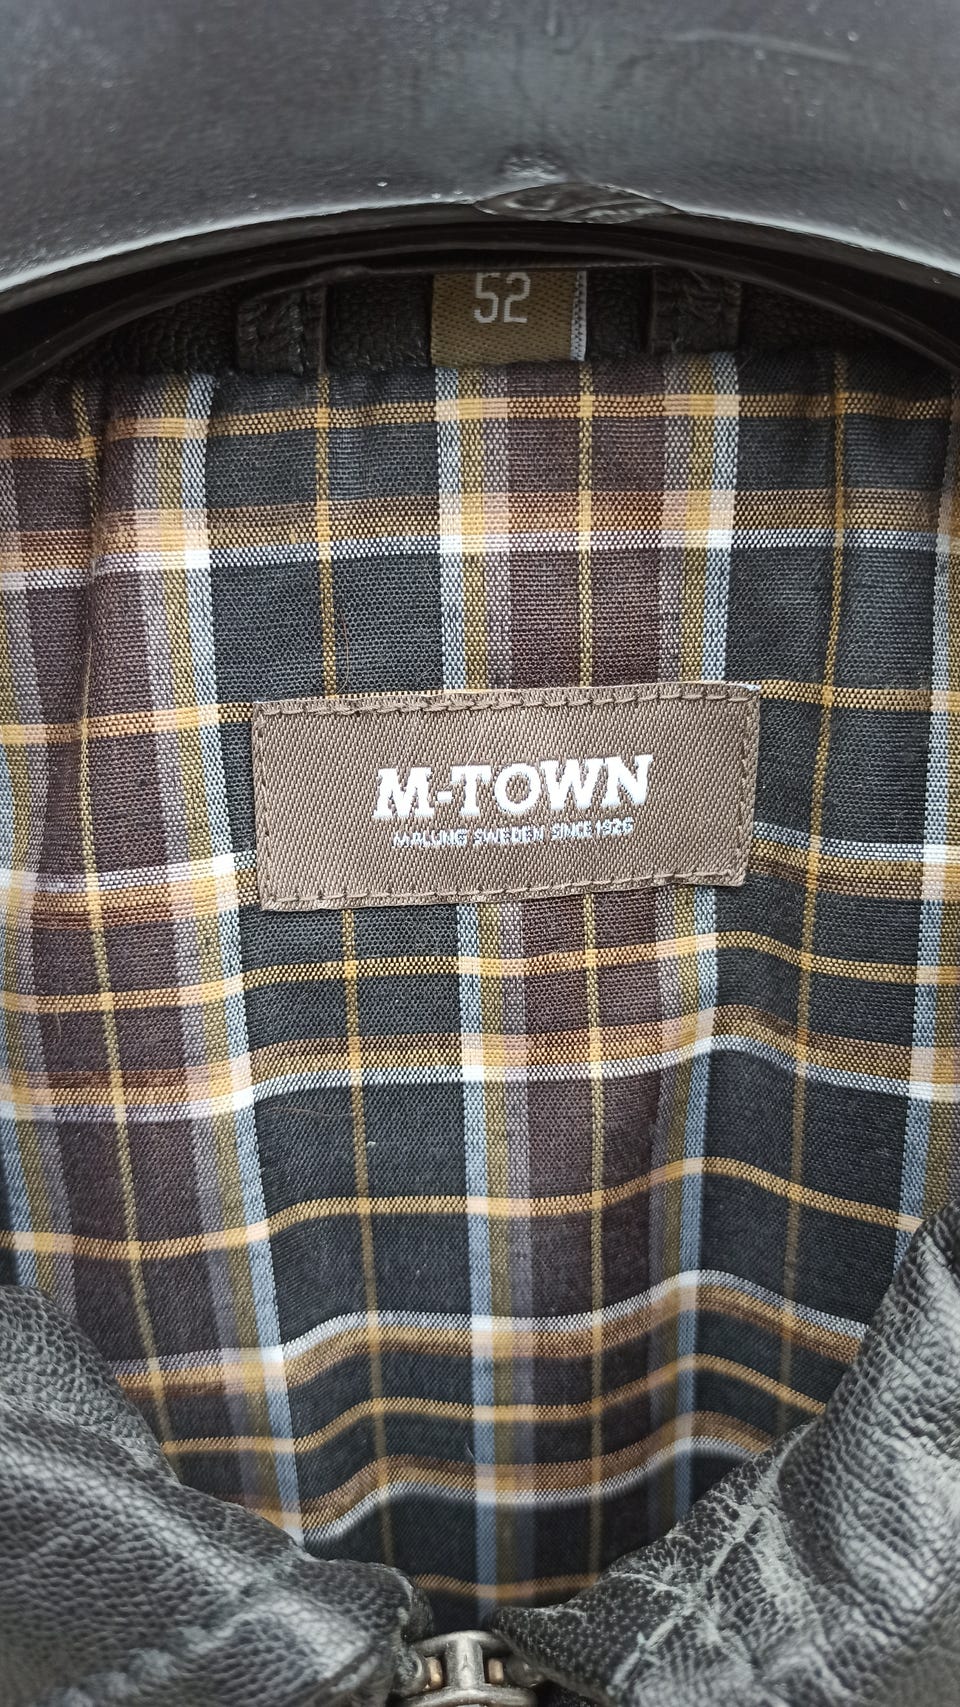 52
M-TOWN
MALUNG SWEDEN SINCE 1926